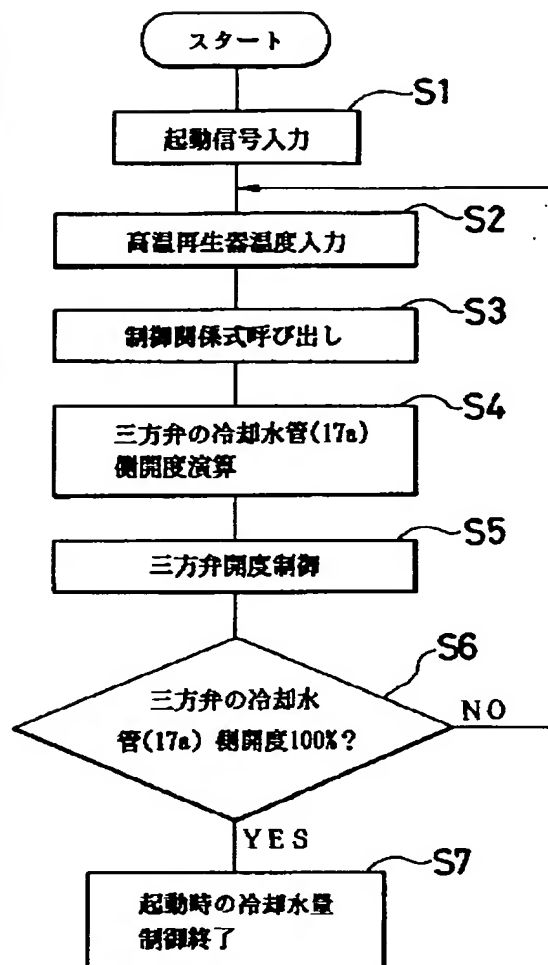 スタート
S1
起動信号入力
S2
高温再生器温度入力
S3
制御関係式呼び出し
S4
三方弁の冷却水管(17a)
側開度演算
S5
三方弁開度制御
S6
三方弁の冷却水
管(17a) 側開度100%?
NO
YES
S7
起動時の冷却水量
制御終了